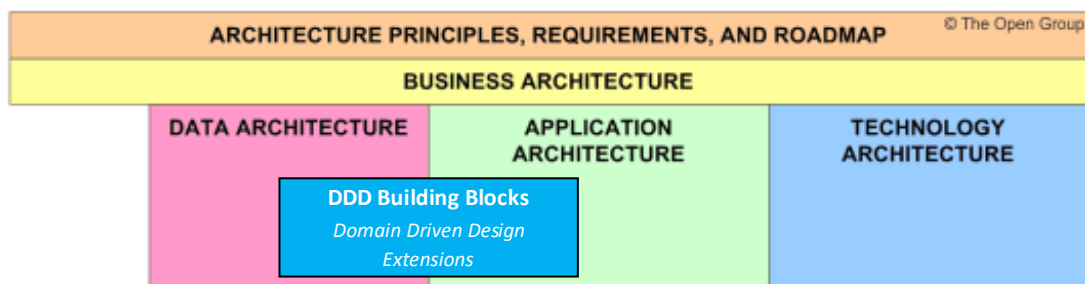 © The Open Group
ARCHITECTURE PRINCIPLES, REQUIREMENTS, AND ROADMAP
BUSINESS ARCHITECTURE
DATA ARCHITECTURE
APPLICATION
ARCHITECTURE
TECHNOLOGY
ARCHITECTURE
DDD Building Blocks
Domain Driven Design
Extensions